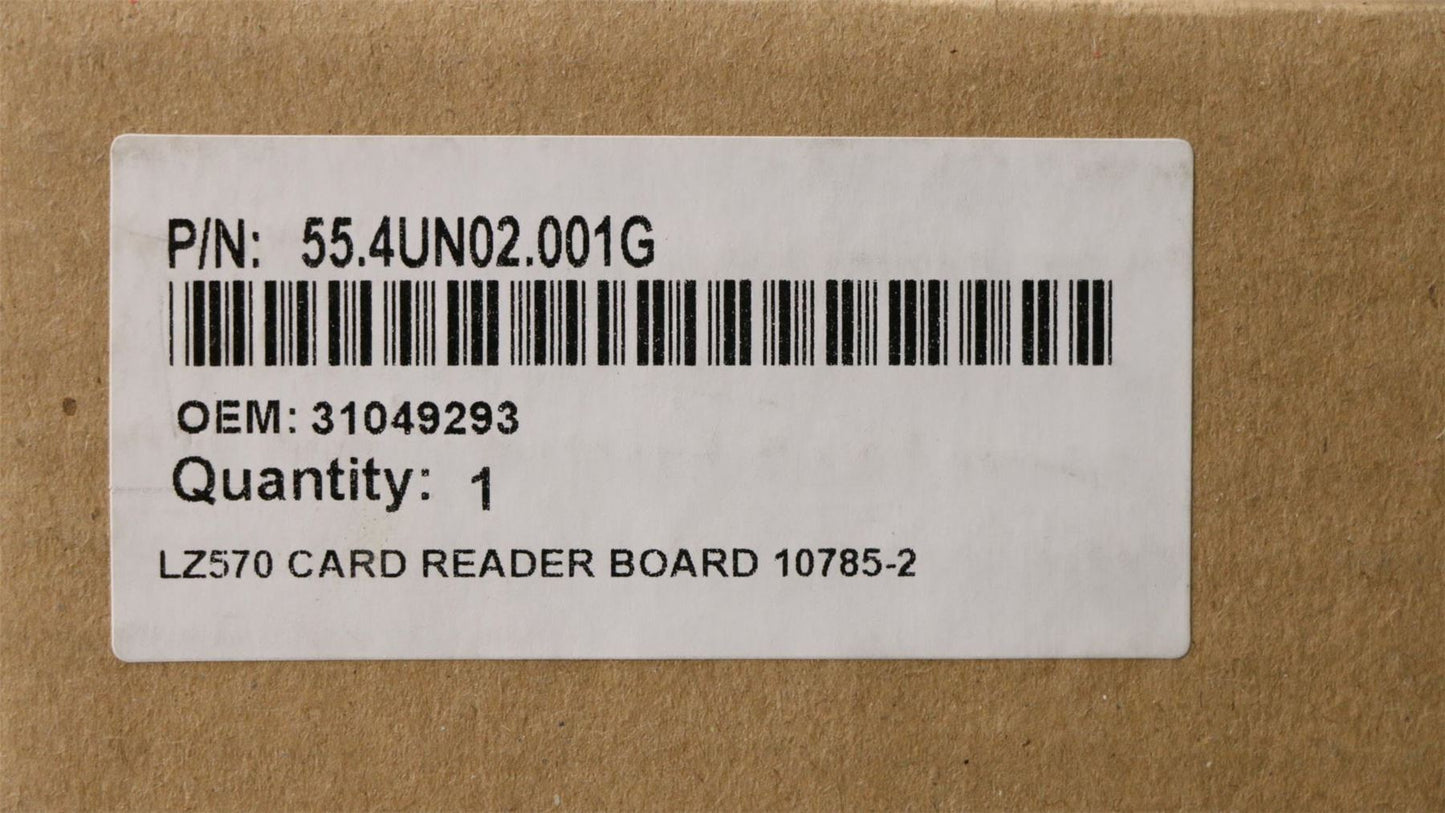 P/N: 55.4UN02.001G
OEM: 31049293
Quantity: 1
LZ570 CARD READER BOARD 10785-2